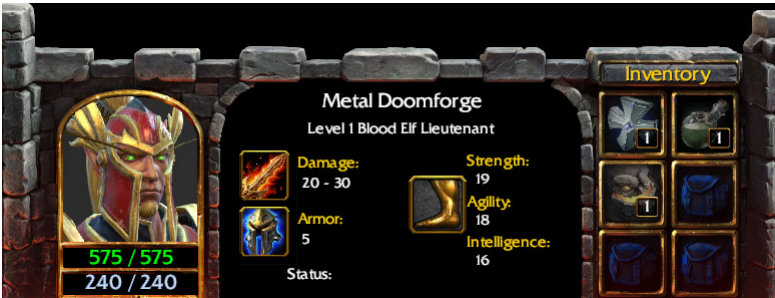 Inventory
Metal Doomforge
Level 1 Blood Elf Lieutenant
1
1
Damage:
20 - 30
Strength:
19
Agility:
18
1
Armor:
5
Intelligence:
16
575 / 575
240 / 240
Status: